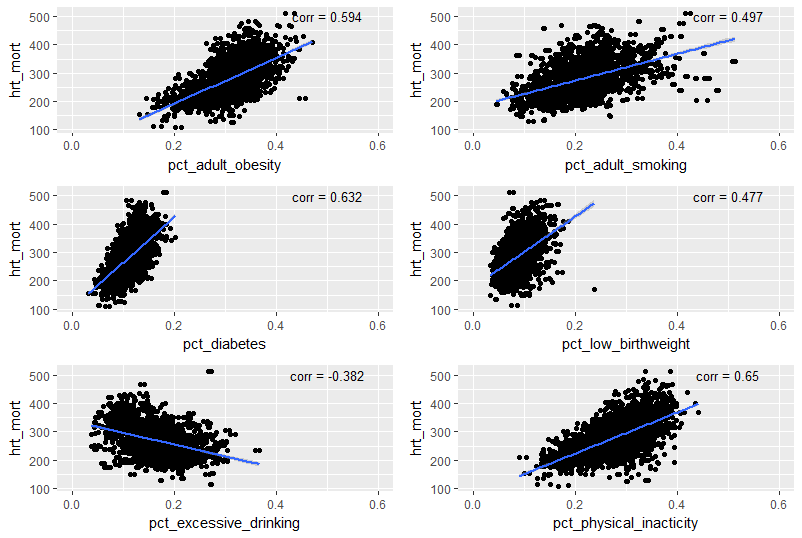 corr = 0.594
hrt_mort
500
400
300
200
100
0.0 0.2 0.4 0.6
pct_adult_obesity
corr = 0.497
hrt_mort
500
400
300
200
100
0.0 0.2 0.4 0.6
pct_adult_smoking
corr = 0.632
hrt_mort
500
400
300
200
100
0.0 0.2 0.4 0.6
pct_diabetes
corr = 0.477
hrt_mort
500
400
300
200
100
0.0 0.2 0.4 0.6
pct_low_birthweight
corr = -0.382
hrt_mort
500
400
300
200
100
0.0 0.2 0.4 0.6
pct_excessive_drinking
corr = 0.65
hrt_mort
500
400
300
200
100
0.0 0.2 0.4 0.6
pct_physical_inacticity